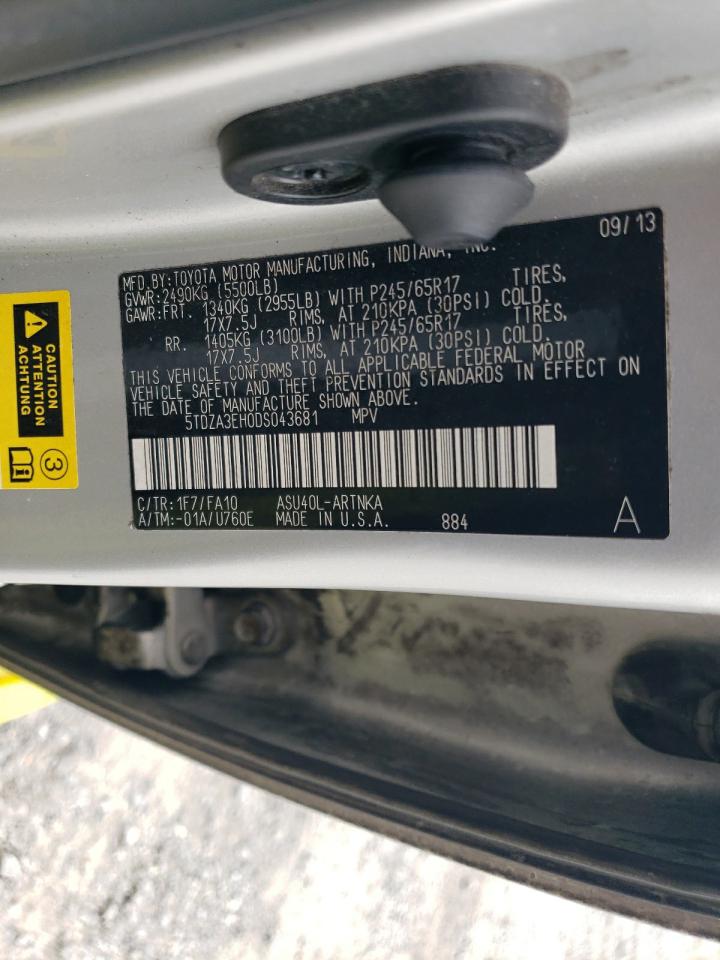 09/13
MFD.BY:TOYOTA MOTOR MANUFACTURING, INDIANA, INC.
GVWR:2490KG (5500LB)
GAWR:FRT. 1340KG (2955LB) WITH P245/65R17 TIRES,
17X7.5J RIMS, AT 210KPA (30PSI) COLD.
RR. 1405KG (3100LB) WITH P245/65R17 TIRES,
17X7.5J RIMS, AT 210KPA (30PSI) COLD.
THIS VEHICLE CONFORMS TO ALL APPLICABLE FEDERAL MOTOR
VEHICLE SAFETY AND THEFT PREVENTION STANDARDS IN EFFECT ON
THE DATE OF MANUFACTURE SHOWN ABOVE.
5TDZA3EH0DS043681 MPV
C/TR:1F7/FA10 ASU40L-ARTNKA
A/TM:-01A/U760E MADE IN U.S.A. 884 A
CAUTION
ATTENTION
ACHTUNG
3